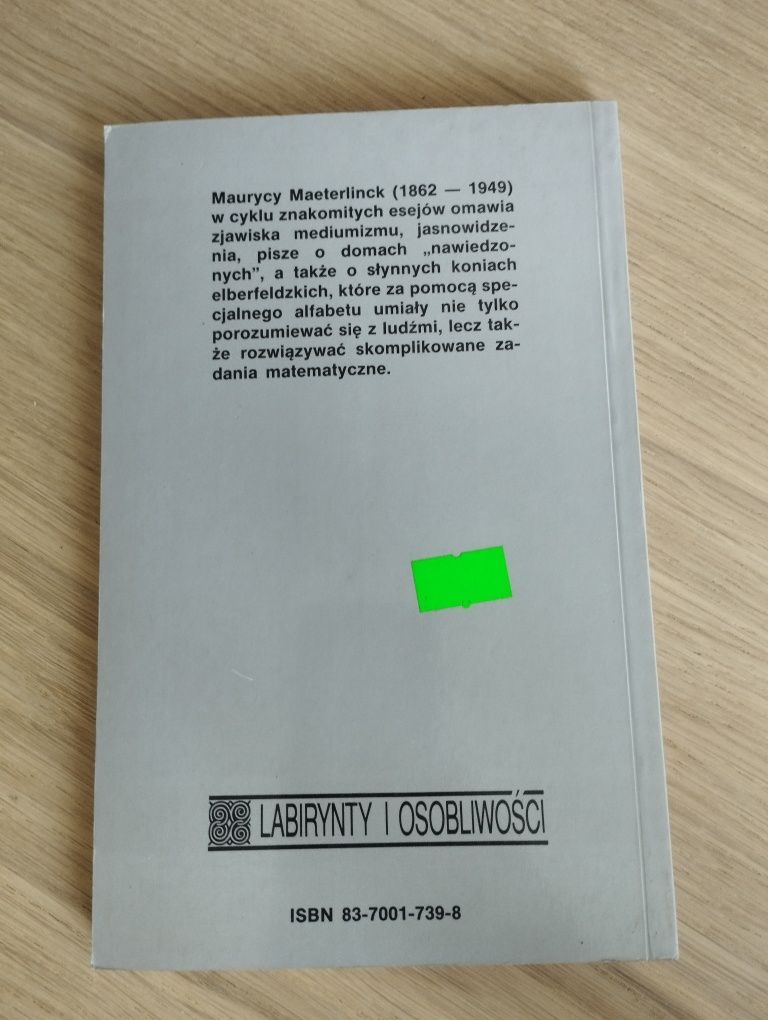 Maurycy Maeterlinck (1862 — 1949)
w cyklu znakomitych esejów omawia
zjawiska mediumizmu, jasnowidze-
nia, pisze o domach „nawiedzo-
nych”, a także o słynnych koniach
elberfeldzkich, które za pomocą spe-
cjalnego alfabetu umiały nie tylko
porozumiewać się z ludźmi, lecz tak-
że rozwiązywać skomplikowane za-
dania matematyczne.
LABIRYNTY I OSOBLIWOŚCI
ISBN 83-7001-739-8